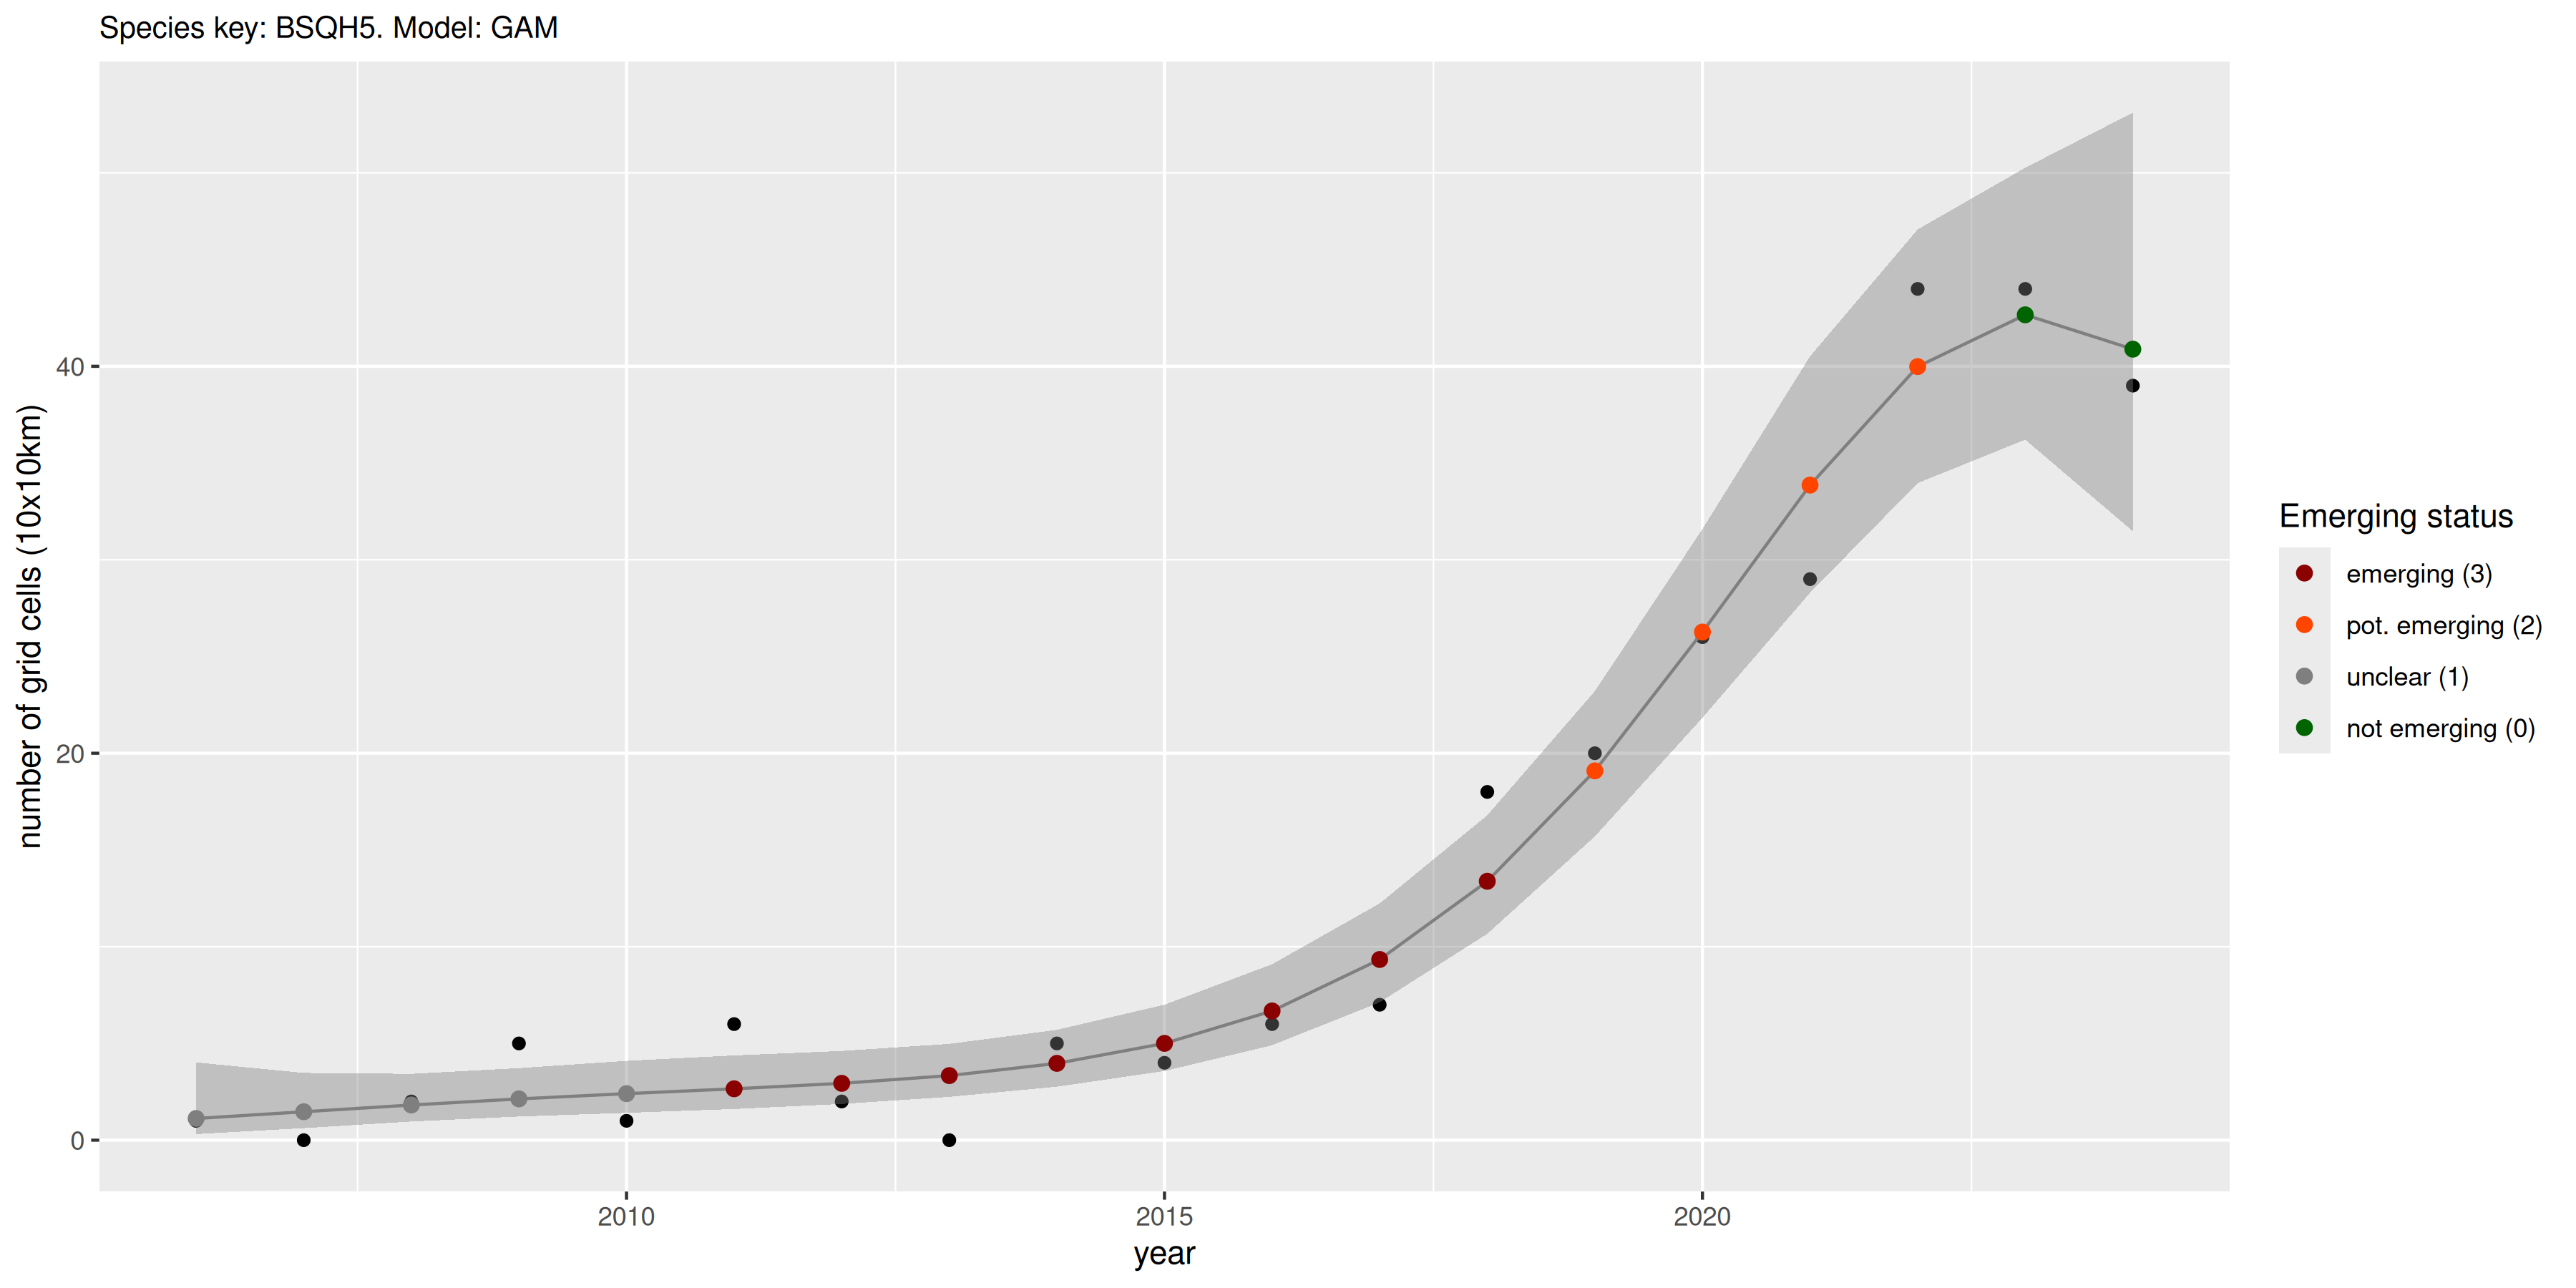 Species key: BSQH5. Model: GAM
number of grid cells (10x10km)
40
20
0
2010
2015
2020
year
Emerging status
emerging (3)
pot. emerging (2)
unclear (1)
not emerging (0)